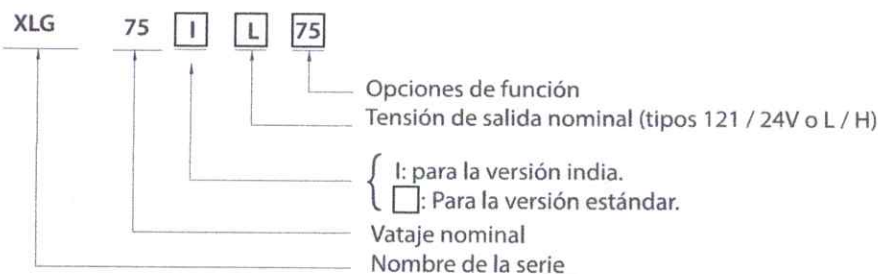 XLG 75 I L 75
Opciones de función
Tensión de salida nominal (tipos 121 / 24V o L / H)
I: para la versión india.
□: Para la versión estándar.
Vataje nominal
Nombre de la serie